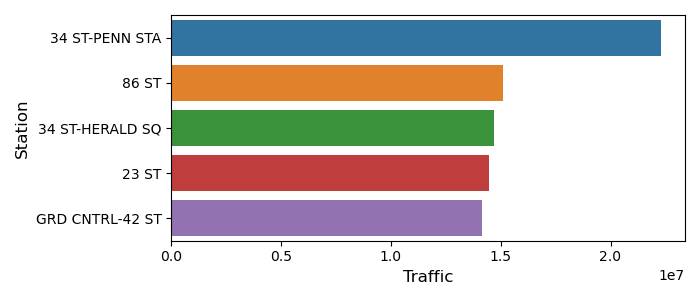 34 ST-PENN STA
86 ST
34 ST-HERALD SQ
23 ST
GRD CNTRL-42 ST
Station
0.0 0.5 1.0 1.5 2.0
1e7
Traffic